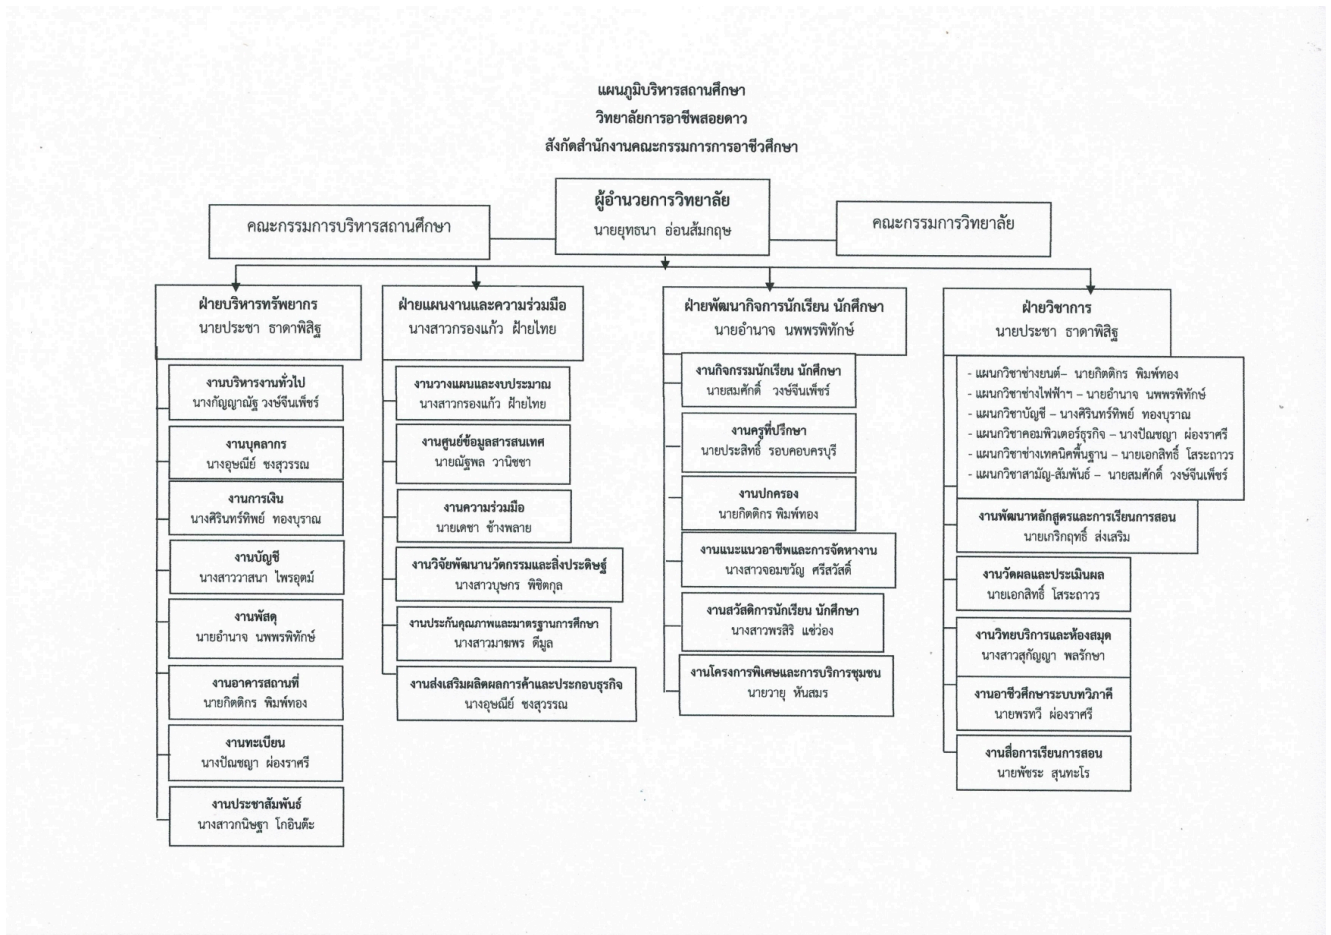 แผนภูมิบริหารสถานศึกษา
วิทยาลัยการอาชีพสอยดาว
สังกัดสำนักงานคณะกรรมการการอาชีวศึกษา
ผู้อำนวยการวิทยาลัย
นายยุทธนา อ่อนส้มกฤษ
คณะกรรมการบริหารสถานศึกษา
คณะกรรมการวิทยาลัย
ฝ่ายบริหารทรัพยากร
นายประชา ธาดาพิสิฐ
งานบริหารงานทั่วไป
นางกัญญาณัฐ วงษ์จีนเพ็ชร์
งานบุคลากร
นางอุษณีย์ ชงสุวรรณ
งานการเงิน
นางศิรินทร์ทิพย์ ทองบุราณ
งานบัญชี
นางสาววาสนา ไพรอุตม์
งานพัสดุ
นายอำนาจ นพพรพิทักษ์
งานอาคารสถานที่
นายกิตติกร พิมพ์ทอง
งานทะเบียน
นางปัณชญา ผ่องราศรี
งานประชาสัมพันธ์
นางสาวกนิษฐา โกอินต๊ะ
ฝ่ายแผนงานและความร่วมมือ
นางสาวกรองแก้ว ฝ้ายไทย
งานวางแผนและงบประมาณ
นางสาวกรองแก้ว ฝ้ายไทย
งานศูนย์ข้อมูลสารสนเทศ
นายณัฐพล วานิชชา
งานความร่วมมือ
นายเดชา ช้างพลาย
งานวิจัยพัฒนานวัตกรรมและสิ่งประดิษฐ์
นางสาวบุษกร พิชิตกุล
งานประกันคุณภาพและมาตรฐานการศึกษา
นางสาวมาฆพร ดีมูล
งานส่งเสริมผลิตผลการค้าและประกอบธุรกิจ
นางอุษณีย์ ชงสุวรรณ
ฝ่ายพัฒนากิจการนักเรียน นักศึกษา
นายอำนาจ นพพรพิทักษ์
งานกิจกรรมนักเรียน นักศึกษา
นายสมศักดิ์ วงษ์จีนเพ็ชร์
งานครูที่ปรึกษา
นายประสิทธิ์ รอบคอบครบุรี
งานปกครอง
นายกิตติกร พิมพ์ทอง
งานแนะแนวอาชีพและการจัดหางาน
นางสาวจอมขวัญ ศรีสวัสดิ์
งานสวัสดิการนักเรียน นักศึกษา
นางสาวพรสิริ แซ่ว่อง
งานโครงการพิเศษและการบริการชุมชน
นายวายุ หันสมร
ฝ่ายวิชาการ
นายประชา ธาดาพิสิฐ
- แผนกวิชาช่างยนต์– นายกิตติกร พิมพ์ทอง
- แผนกวิชาช่างไฟฟ้าฯ – นายอำนาจ นพพรพิทักษ์
- แผนกวิชาบัญชี – นางศิรินทร์ทิพย์ ทองบุราณ
- แผนกวิชาคอมพิวเตอร์ธุรกิจ – นางปัณชญา ผ่องราศรี
- แผนกวิชาช่างเทคนิคพื้นฐาน – นายเอกสิทธิ์ โสระถาวร
- แผนกวิชาสามัญ-สัมพันธ์ – นายสมศักดิ์ วงษ์จีนเพ็ชร์
งานพัฒนาหลักสูตรและการเรียนการสอน
นายเกริกฤทธิ์ ส่งเสริม
งานวัดผลและประเมินผล
นายเอกสิทธิ์ โสระถาวร
งานวิทยบริการและห้องสมุด
นางสาวสุกัญญา พลรักษา
งานอาชีวศึกษาระบบทวิภาคี
นายพรทวี ผ่องราศรี
งานสื่อการเรียนการสอน
นายพัชระ สุนทะโร